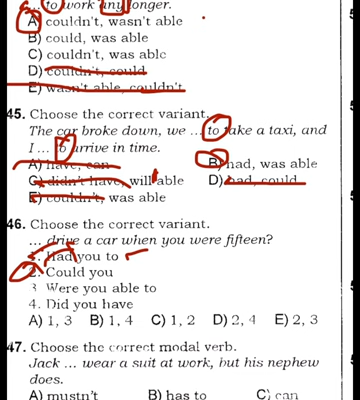 ... to work any longer.
A) couldn't, wasn't able
B) could, was able
C) couldn't, was able
D) couldn't, could
E) wasn't able, couldn't
45. Choose the correct variant.
The car broke down, we ... to take a taxi, and
I ... to arrive in time.
A) have, can
B) had, was able
C) didn't have, will able
D) had, could
E) couldn't, was able
46. Choose the correct variant.
... drive a car when you were fifteen?
1. Had you to
2. Could you
3. Were you able to
4. Did you have
A) 1, 3 B) 1, 4 C) 1, 2 D) 2, 4 E) 2, 3
47. Choose the correct modal verb.
Jack ... wear a suit at work, but his nephew
does.
A) mustn't B) has to C) can